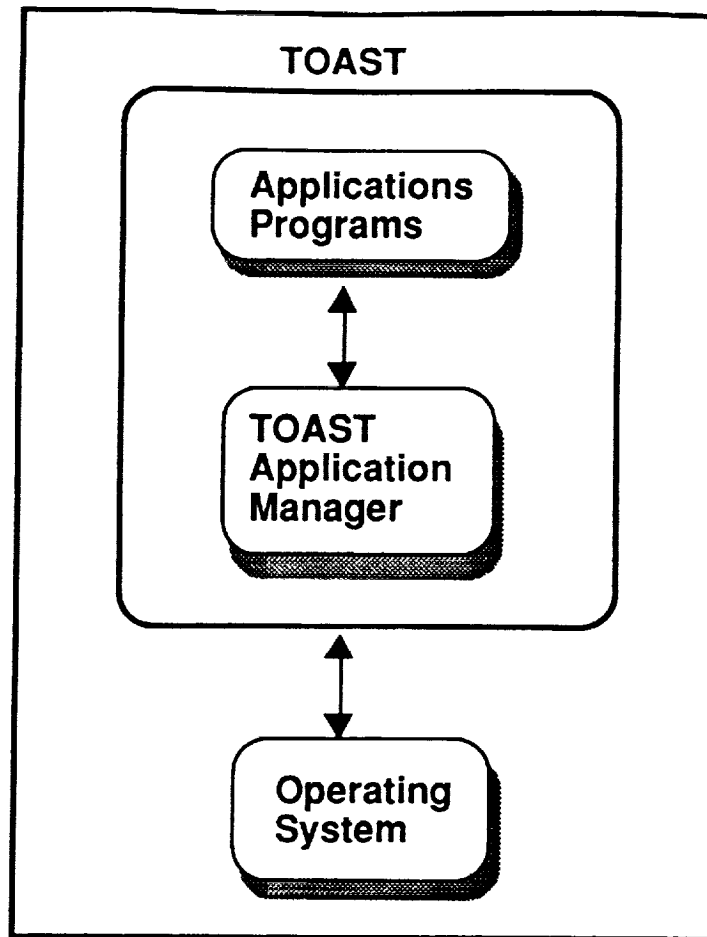 TOAST
Applications
Programs
TOAST
Application
Manager
Operating
System